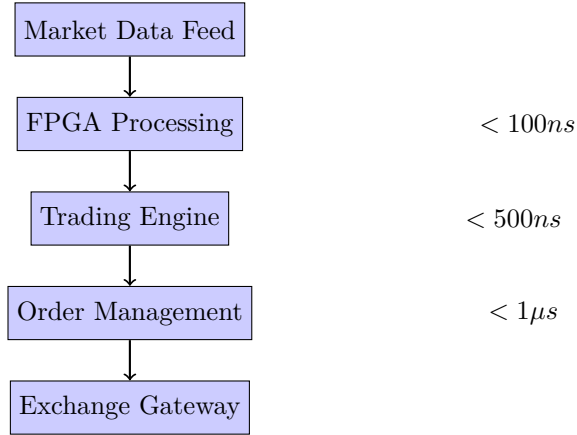 Market Data Feed
FPGA Processing < 100ns
Trading Engine < 500ns
Order Management < 1μs
Exchange Gateway